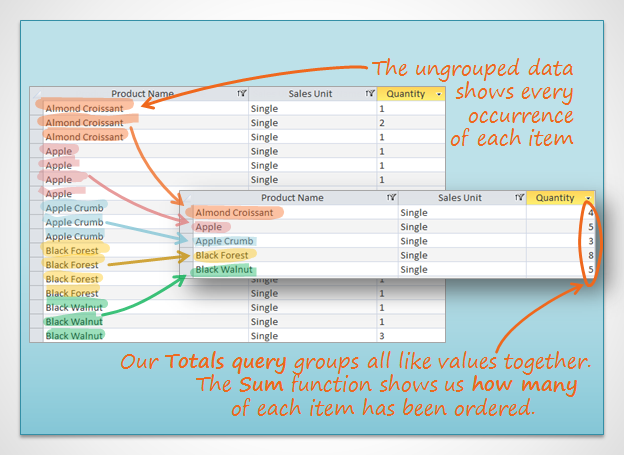 The ungrouped data
shows every
occurrence
of each item
Product Name Sales Unit Quantity
Almond Croissant Single 1
Almond Croissant Single 2
Almond Croissant Single 1
Apple Single 1
Apple Single 1
Apple Single 1
Apple
Apple Crumb
Apple Crumb
Apple Crumb
Black Forest
Black Forest
Black Forest
Black Forest Single 1
Black Walnut Single 1
Black Walnut Single 1
Black Walnut Single 3
Product Name Sales Unit Quantity
Almond Croissant Single 4
Apple Single 5
Apple Crumb Single 3
Black Forest Single 8
Black Walnut Single 5
Our Totals query groups all like values together.
The Sum function shows us how many
of each item has been ordered.